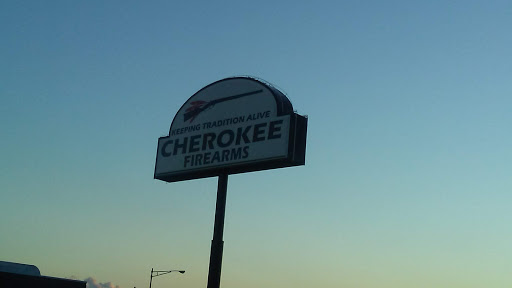 KEEPING TRADITION ALIVE
CHEROKEE
FIREARMS